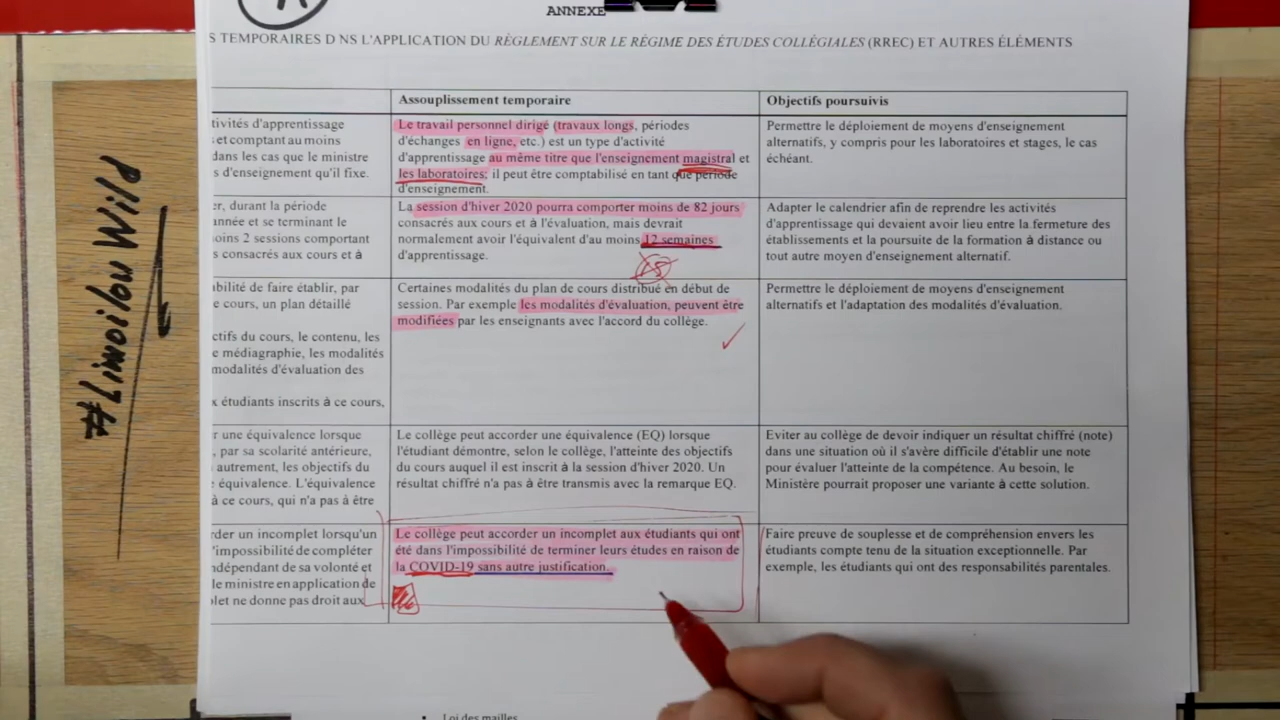 ANNEXE
S TEMPORAIRES D NS L'APPLICATION DU RÈGLEMENT SUR LE RÉGIME DES ÉTUDES COLLÉGIALES (RREC) ET AUTRES ÉLÉMENTS
Assouplissement temporaire
Objectifs poursuivis
tivités d'apprentissage
et comptant au moins
dans les cas que le ministre
s d'enseignement qu'il fixe.
Le travail personnel dirigé (travaux longs, périodes
d'échanges en ligne, etc.) est un type d'activité
d'apprentissage au même titre que l'enseignement magistral et
les laboratoires; il peut être comptabilisé en tant que période
d'enseignement.
Permettre le déploiement de moyens d'enseignement
alternatifs, y compris pour les laboratoires et stages, le cas
échéant.
er, durant la période
année et se terminant le
oins 2 sessions comportant
s consacrés aux cours et à
La session d'hiver 2020 pourra comporter moins de 82 jours
consacrés aux cours et à l'évaluation, mais devrait
normalement avoir l'équivalent d'au moins 12 semaines
d'apprentissage.
15
Adapter le calendrier afin de reprendre les activités
d'apprentissage qui devaient avoir lieu entre la fermeture des
établissements et la poursuite de la formation à distance ou
tout autre moyen d'enseignement alternatif.
abilité de faire établir, par
e cours, un plan détaillé
ctifs du cours, le contenu, les
e médiagraphie, les modalités
modalités d'évaluation des
x étudiants inscrits à ce cours,
Certaines modalités du plan de cours distribué en début de
session. Par exemple les modalités d'évaluation, peuvent être
modifiées par les enseignants avec l'accord du collège.
Permettre le déploiement de moyens d'enseignement
alternatifs et l'adaptation des modalités d'évaluation.
r une équivalence lorsque
, par sa scolarité antérieure,
autrement, les objectifs du
e équivalence. L'équivalence
à ce cours, qui n'a pas à être
Le collège peut accorder une équivalence (EQ) lorsque
l'étudiant démontre, selon le collège, l'atteinte des objectifs
du cours auquel il est inscrit à la session d'hiver 2020. Un
résultat chiffré n'a pas à être transmis avec la remarque EQ.
Eviter au collège de devoir indiquer un résultat chiffré (note)
dans une situation où il s'avère difficile d'établir une note
pour évaluer l'atteinte de la compétence. Au besoin, le
Ministère pourrait proposer une variante à cette solution.
rder un incomplet lorsqu'un
'impossibilité de compléter
ndépendant de sa volonté et
le ministre en application de
let ne donne pas droit aux
Le collège peut accorder un incomplet aux étudiants qui ont
été dans l'impossibilité de terminer leurs études en raison de
la COVID-19 sans autre justification.
Faire preuve de souplesse et de compréhension envers les
étudiants compte tenu de la situation exceptionnelle. Par
exemple, les étudiants qui ont des responsabilités parentales.
#Limoilou Wild
• Loi des mailles